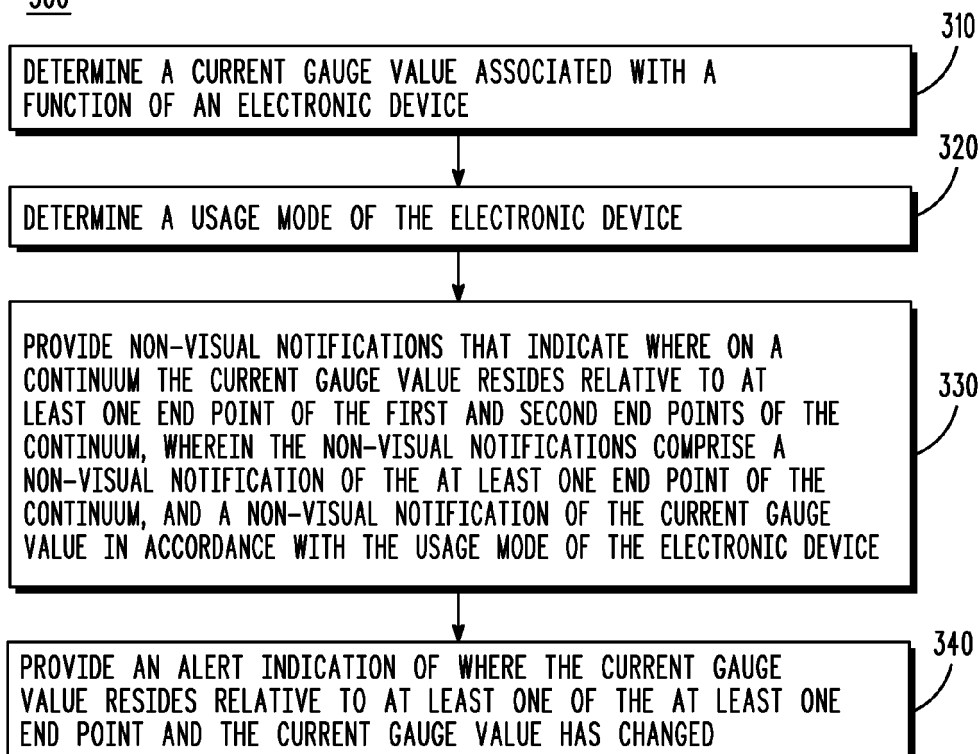 300
310
DETERMINE A CURRENT GAUGE VALUE ASSOCIATED WITH A
FUNCTION OF AN ELECTRONIC DEVICE
320
DETERMINE A USAGE MODE OF THE ELECTRONIC DEVICE
PROVIDE NON-VISUAL NOTIFICATIONS THAT INDICATE WHERE ON A
CONTINUUM THE CURRENT GAUGE VALUE RESIDES RELATIVE TO AT
LEAST ONE END POINT OF THE FIRST AND SECOND END POINTS OF THE
CONTINUUM, WHEREIN THE NON-VISUAL NOTIFICATIONS COMPRISE A
NON-VISUAL NOTIFICATION OF THE AT LEAST ONE END POINT OF THE
CONTINUUM, AND A NON-VISUAL NOTIFICATION OF THE CURRENT GAUGE
VALUE IN ACCORDANCE WITH THE USAGE MODE OF THE ELECTRONIC DEVICE
330
PROVIDE AN ALERT INDICATION OF WHERE THE CURRENT GAUGE
VALUE RESIDES RELATIVE TO AT LEAST ONE OF THE AT LEAST ONE
END POINT AND THE CURRENT GAUGE VALUE HAS CHANGED
340